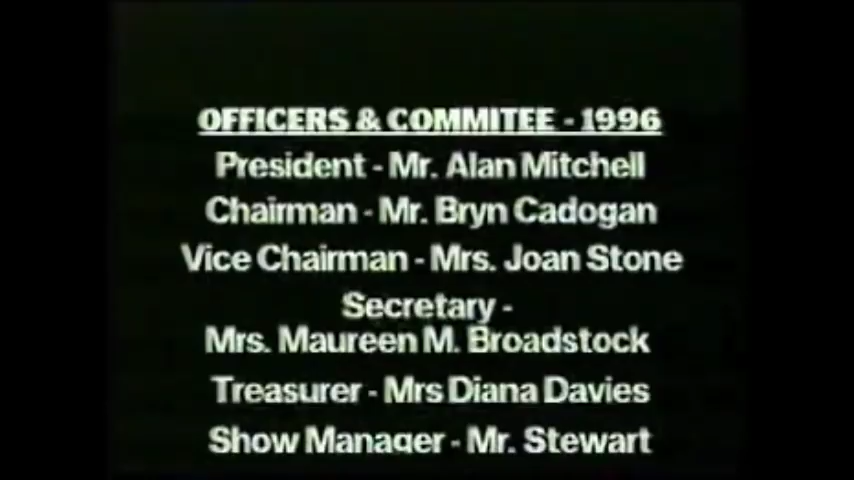 OFFICERS & COMMITEE - 1996
President - Mr. Alan Mitchell
Chairman - Mr. Bryn Cadogan
Vice Chairman - Mrs. Joan Stone
Secretary -
Mrs. Maureen M. Broadstock
Treasurer - Mrs Diana Davies
Show Manager - Mr. Stewart